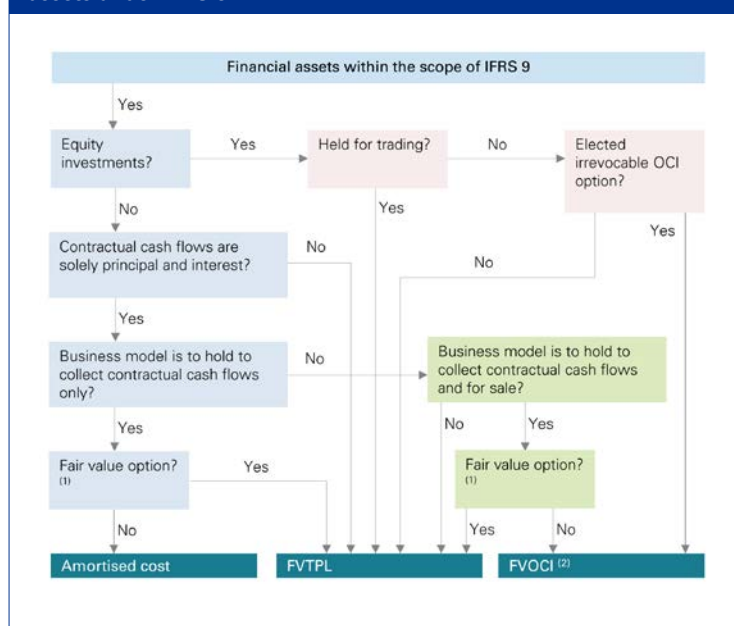 Financial assets within the scope of IFRS 9
Yes
Equity
investments?
Yes
Held for trading?
No
Elected
irrevocable OCI
option?
No
Yes
Yes
Contractual cash flows are
solely principal and interest?
No
No
Yes
Business model is to hold to
collect contractual cash flows
only?
No
Business model is to hold to
collect contractual cash flows
and for sale?
Yes
No
Yes
Fair value option?
(1)
Yes
Fair value option?
(1)
No
Yes
No
Amortised cost
FVTPL
FVOCI (2)